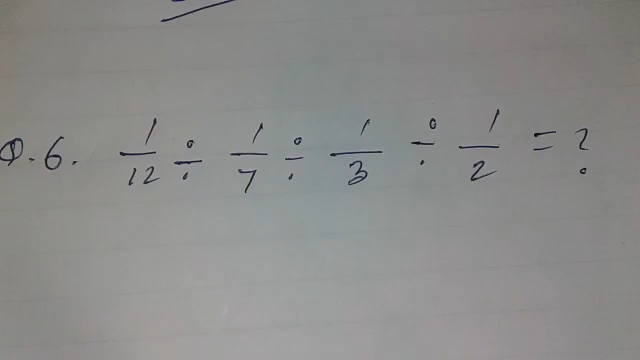 Q.6. 1/12 ÷ 1/7 ÷ 1/3 ÷ 1/2 = ?